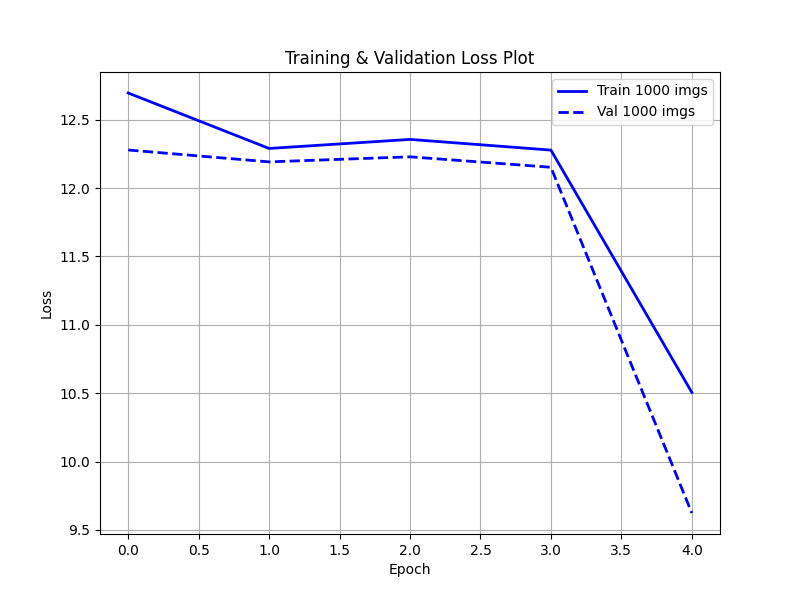 Training & Validation Loss Plot
Train 1000 imgs
Val 1000 imgs
Loss
12.5
12.0
11.5
11.0
10.5
10.0
9.5
0.0 0.5 1.0 1.5 2.0 2.5 3.0 3.5 4.0
Epoch